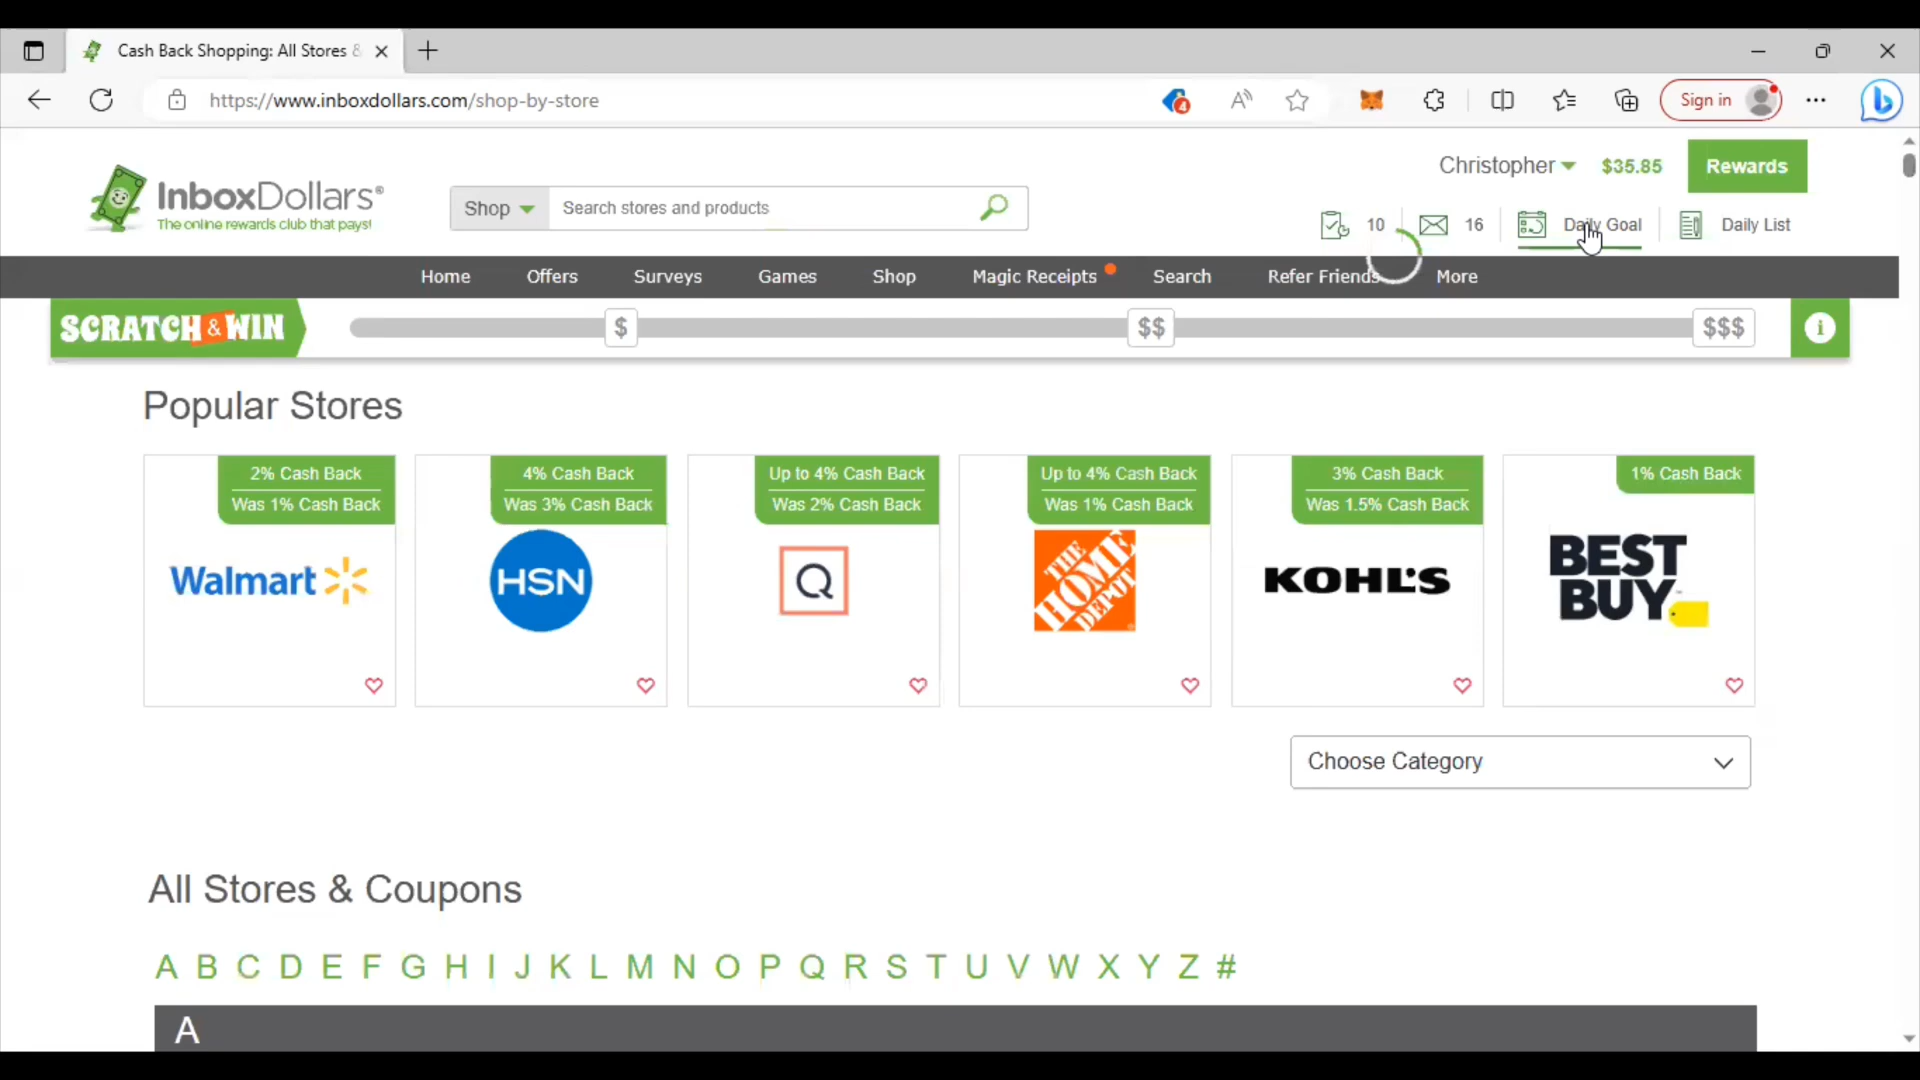 Cash Back Shopping: All Stores &
https://www.inboxdollars.com/shop-by-store
4
Sign in
InboxDollars®
The online rewards club that pays!
Shop
Search stores and products
Christopher
$35.85
Rewards
10
16
Daily Goal
Daily List
Home
Offers
Surveys
Games
Shop
Magic Receipts
Search
Refer Friends
More
SCRATCH & WIN
$
$$
$$$
i
Popular Stores
2% Cash Back
Was 1% Cash Back
Walmart
4% Cash Back
Was 3% Cash Back
HSN
Up to 4% Cash Back
Was 2% Cash Back
Q
Up to 4% Cash Back
Was 1% Cash Back
THE
HOME
DEPOT
3% Cash Back
Was 1.5% Cash Back
KOHL'S
1% Cash Back
BEST
BUY
Choose Category
All Stores & Coupons
A B C D E F G H I J K L M N O P Q R S T U V W X Y Z #
A